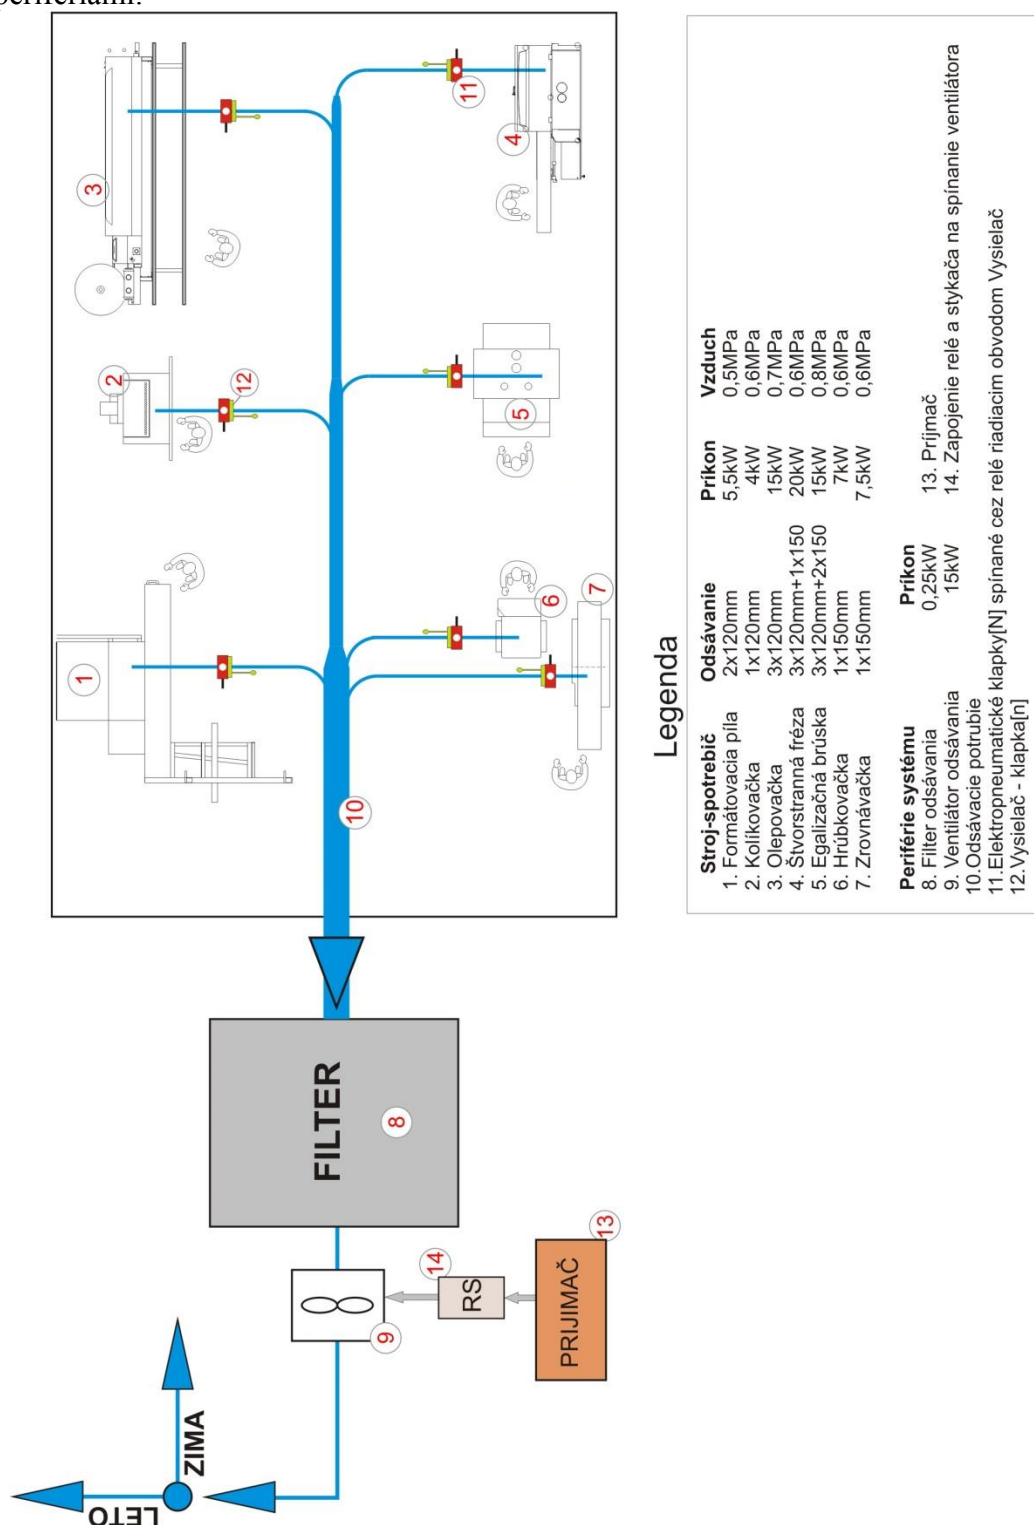 perifériami.
1
2
3
4
5
6
7
8
9
10
11
12
13
14
FILTER
RS
PRIJIMAČ
LETO
ZIMA
Legenda
Stroj-spotrebič Odsávanie Príkon Vzduch
1. Formátovacia píla 2x120mm 5,5kW 0,5MPa
2. Kolíkovačka 1x120mm 4kW 0,6MPa
3. Olepovačka 3x120mm 15kW 0,7MPa
4. Štvorstranná fréza 3x120mm+1x150 20kW 0,6MPa
5. Egalizačná brúska 3x120mm+2x150 15kW 0,8MPa
6. Hrúbkovačka 1x150mm 7kW 0,6MPa
7. Zrovnávačka 1x150mm 7,5kW 0,6MPa
Periférie systému Príkon
8. Filter odsávania 0,25kW 13. Príjmač
9. Ventilátor odsávania 15kW 14. Zapojenie relé a stykača na spínanie ventilátora
10.Odsávacie potrubie
11.Elektropneumatické klapky[N] spínané cez relé riadiacim obvodom Vysielač
12.Vysielač - klapka[n]